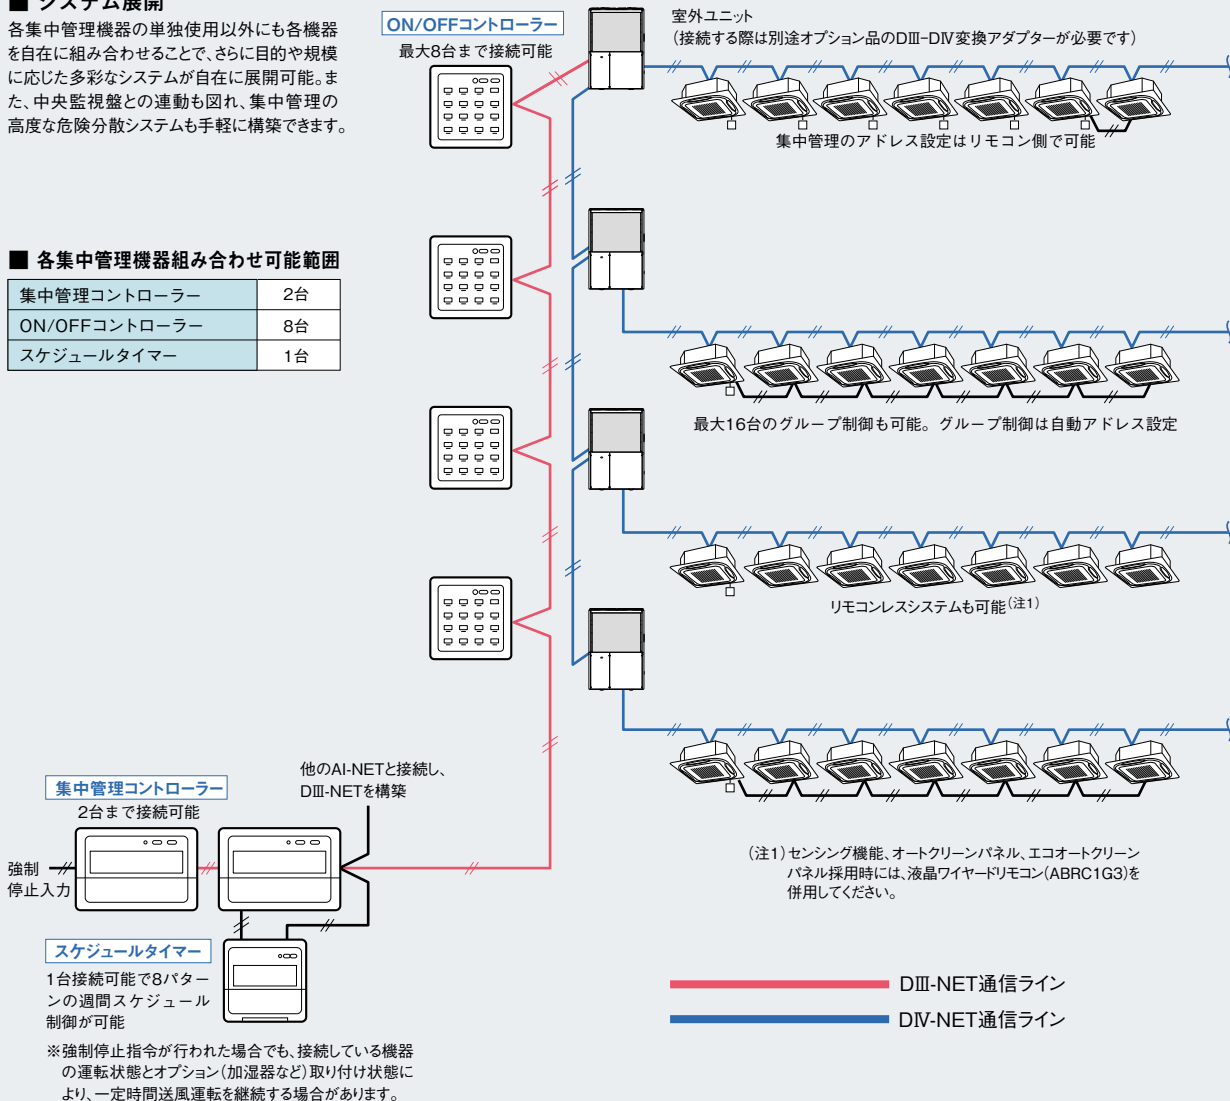 ■ システム展開
各集中管理機器の単独使用以外にも各機器
を自在に組み合わせることで、さらに目的や規模
に応じた多彩なシステムが自在に展開可能。ま
た、中央監視盤との連動も図れ、集中管理の
高度な危険分散システムも手軽に構築できます。
■ 各集中管理機器組み合わせ可能範囲
集中管理コントローラー 2台
ON/OFFコントローラー 8台
スケジュールタイマー 1台
ON/OFFコントローラー
最大8台まで接続可能
室外ユニット
(接続する際は別途オプション品のDⅢ-DⅣ変換アダプターが必要です)
集中管理のアドレス設定はリモコン側で可能
最大16台のグループ制御も可能。グループ制御は自動アドレス設定
リモコンレスシステムも可能(注1)
他のAI-NETと接続し、
DⅢ-NETを構築
集中管理コントローラー
2台まで接続可能
強制
停止入力
スケジュールタイマー
1台接続可能で8パター
ンの週間スケジュール
制御が可能
※強制停止指令が行われた場合でも、接続している機器
の運転状態とオプション(加湿器など)取り付け状態に
より、一定時間送風運転を継続する場合があります。
(注1)センシング機能、オートクリーンパネル、エコオートクリーン
パネル採用時には、液晶ワイヤードリモコン(ABRC1G3)を
併用してください。
DⅢ-NET通信ライン
DⅣ-NET通信ライン